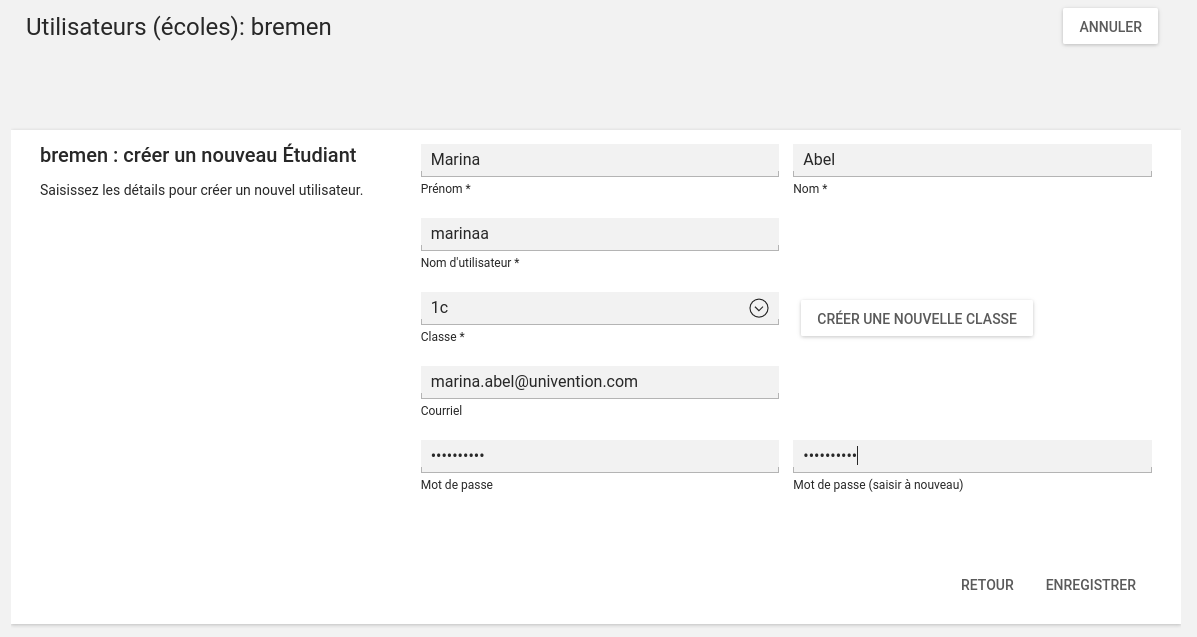 Utilisateurs (écoles): bremen
ANNULER
bremen : créer un nouveau Étudiant
Saisissez les détails pour créer un nouvel utilisateur.
Marina
Abel
Prénom *
Nom *
marinaa
Nom d'utilisateur *
1c
CRÉER UNE NOUVELLE CLASSE
Classe *
marina.abel@univention.com
Courriel
••••••••••
••••••••••
Mot de passe
Mot de passe (saisir à nouveau)
RETOUR
ENREGISTRER